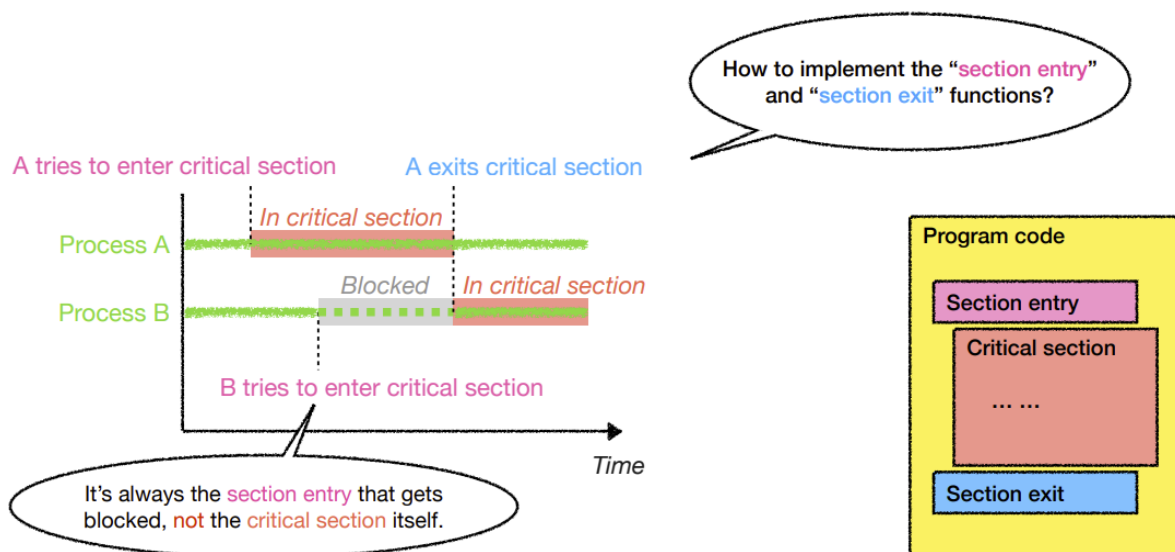 How to implement the “section entry”
and “section exit” functions?
A tries to enter critical section
A exits critical section
In critical section
Process A
Blocked
In critical section
Process B
B tries to enter critical section
Time
It’s always the section entry that gets
blocked, not the critical section itself.
Program code
Section entry
Critical section
... ...
Section exit